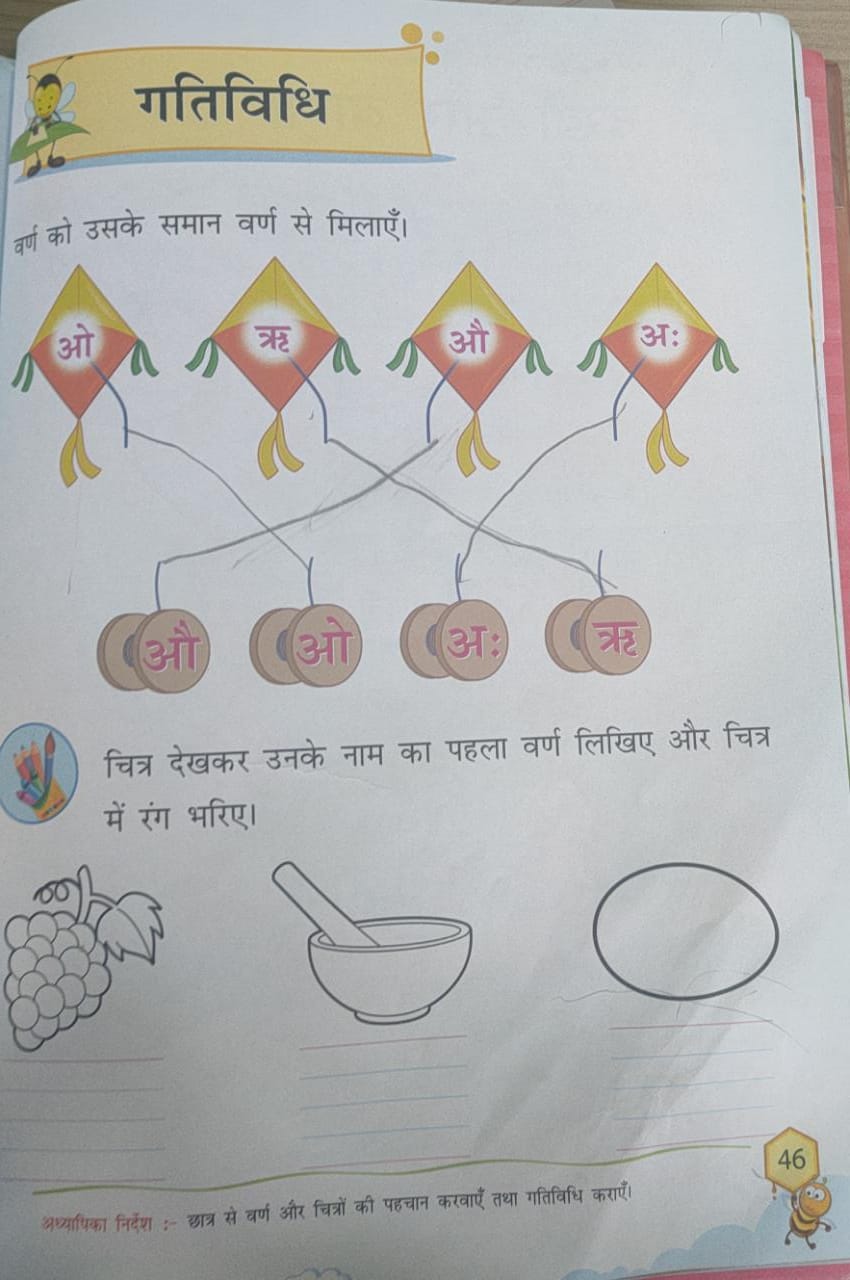 गतिविधि
वर्ण को उसके समान वर्ण से मिलाएँ।
ओ ऋ औ अः
औ ओ अः ऋ
चित्र देखकर उनके नाम का पहला वर्ण लिखिए और चित्र
में रंग भरिए।
46
अध्यापिका निर्देश :- छात्र से वर्ण और चित्रों की पहचान करवाएँ तथा गतिविधि कराएँ।